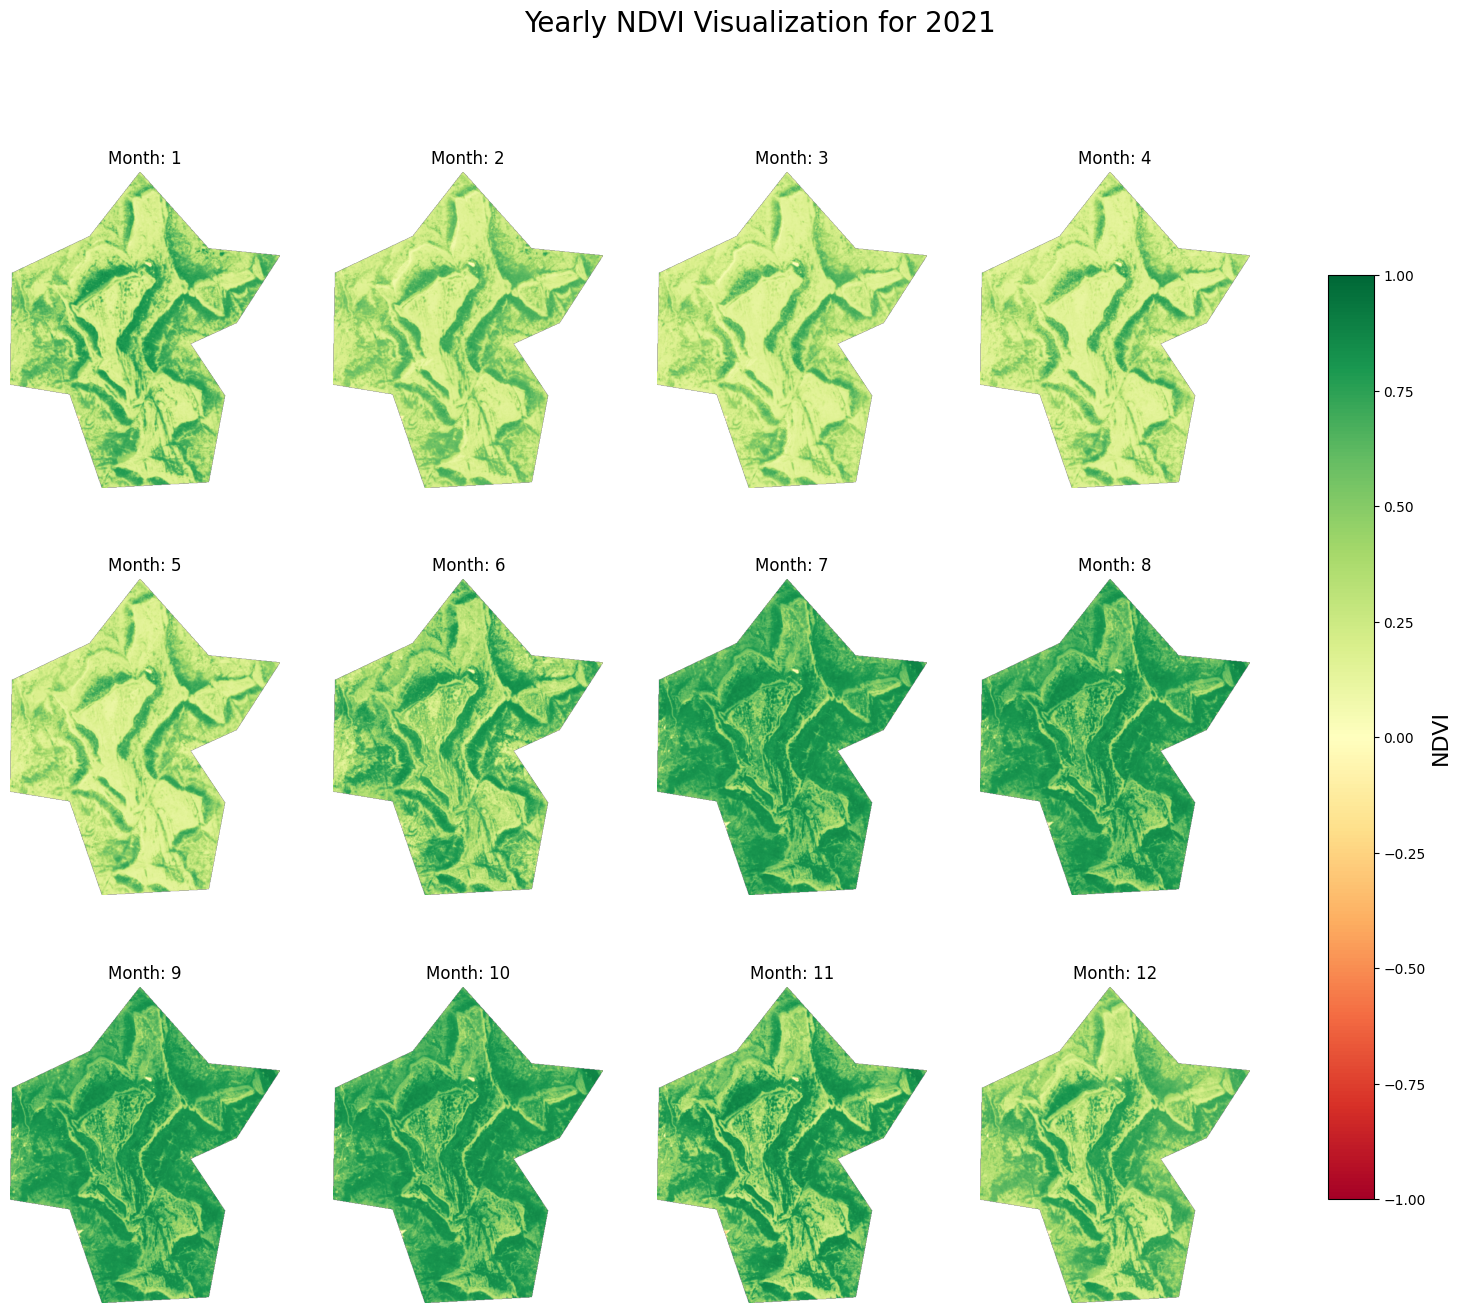 Yearly NDVI Visualization for 2021
Month: 1
Month: 2
Month: 3
Month: 4
Month: 5
Month: 6
Month: 7
Month: 8
Month: 9
Month: 10
Month: 11
Month: 12
1.00
0.75
0.50
0.25
0.00
−0.25
−0.50
−0.75
−1.00
NDVI